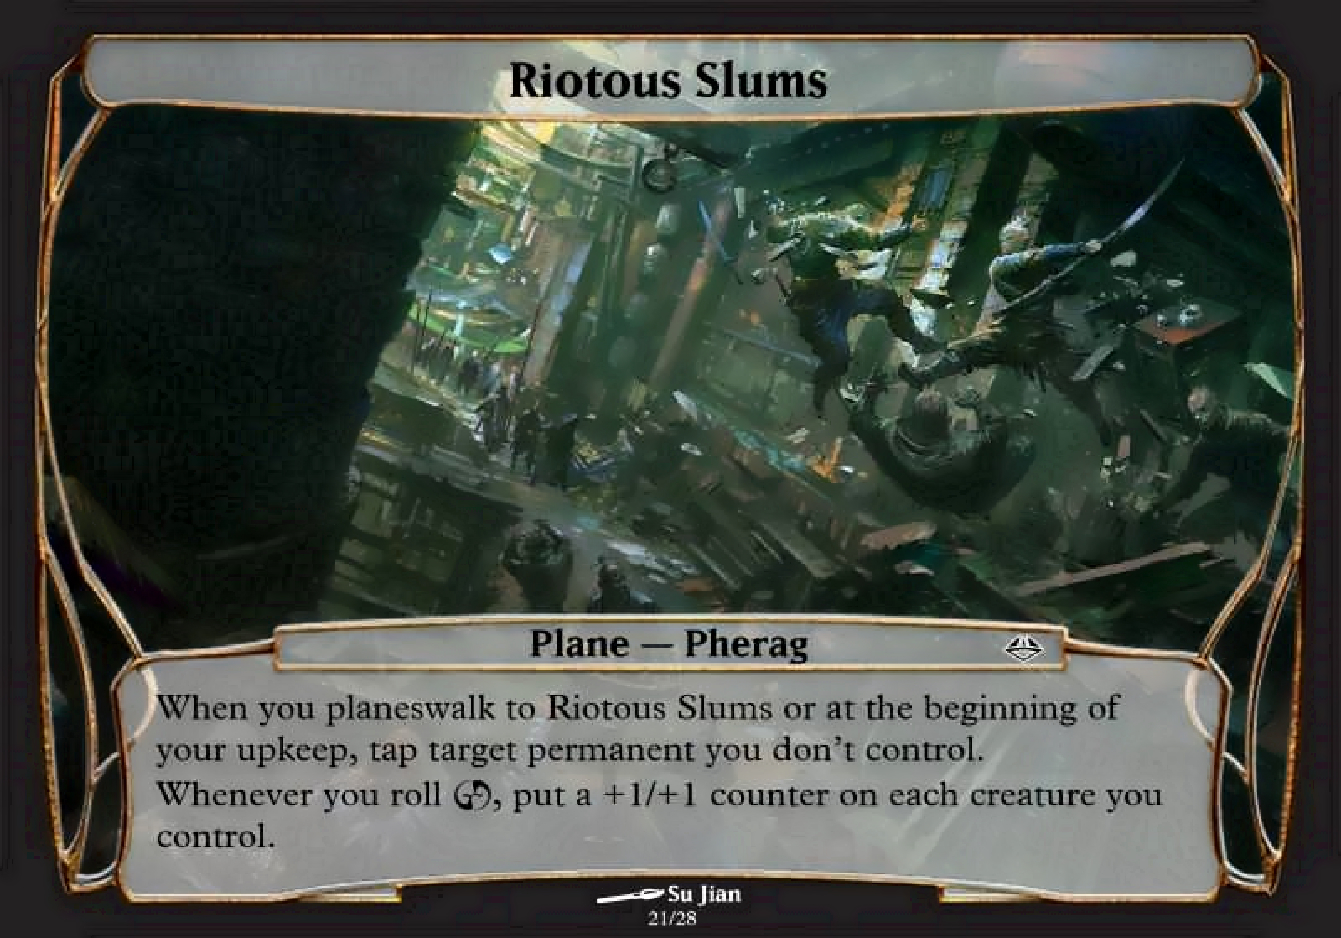 Riotous Slums
Plane — Pherag
When you planeswalk to Riotous Slums or at the beginning of
your upkeep, tap target permanent you don't control.
Whenever you roll , put a +1/+1 counter on each creature you
control.
Su Jian
21/28